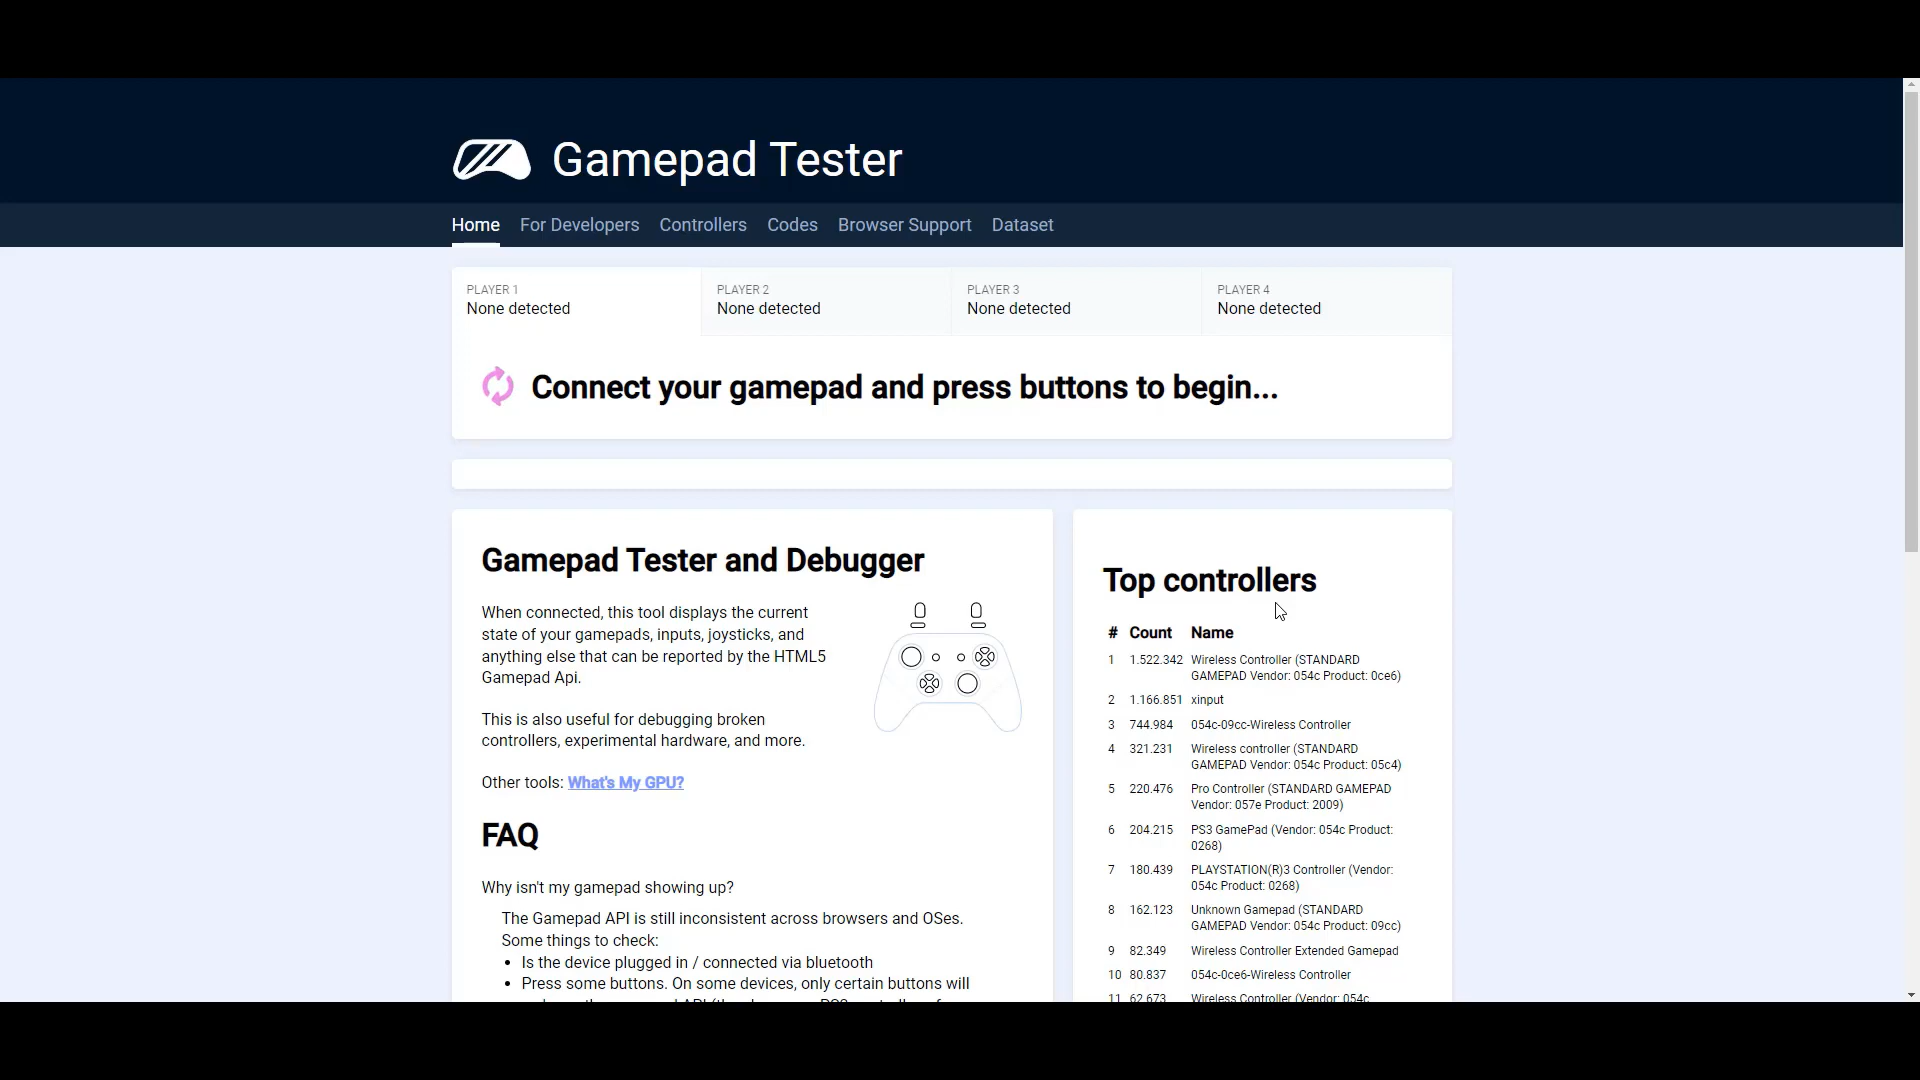 Gamepad Tester
Home For Developers Controllers Codes Browser Support Dataset
PLAYER 1
None detected
PLAYER 2
None detected
PLAYER 3
None detected
PLAYER 4
None detected
Connect your gamepad and press buttons to begin...
Gamepad Tester and Debugger
When connected, this tool displays the current
state of your gamepads, inputs, joysticks, and
anything else that can be reported by the HTML5
Gamepad Api.
This is also useful for debugging broken
controllers, experimental hardware, and more.
Other tools: What's My GPU?
FAQ
Why isn't my gamepad showing up?
The Gamepad API is still inconsistent across browsers and OSes.
Some things to check:
• Is the device plugged in / connected via bluetooth
• Press some buttons. On some devices, only certain buttons will
Top controllers
# Count Name
1 1.522.342 Wireless Controller (STANDARD
GAMEPAD Vendor: 054c Product: 0ce6)
2 1.166.851 xinput
3 744.984 054c-09cc-Wireless Controller
4 321.231 Wireless controller (STANDARD
GAMEPAD Vendor: 054c Product: 05c4)
5 220.476 Pro Controller (STANDARD GAMEPAD
Vendor: 057e Product: 2009)
6 204.215 PS3 GamePad (Vendor: 054c Product:
0268)
7 180.439 PLAYSTATION(R)3 Controller (Vendor:
054c Product: 0268)
8 162.123 Unknown Gamepad (STANDARD
GAMEPAD Vendor: 054c Product: 09cc)
9 82.349 Wireless Controller Extended Gamepad
10 80.837 054c-0ce6-Wireless Controller
11 62.673 Wireless Controller (Vendor: 054c